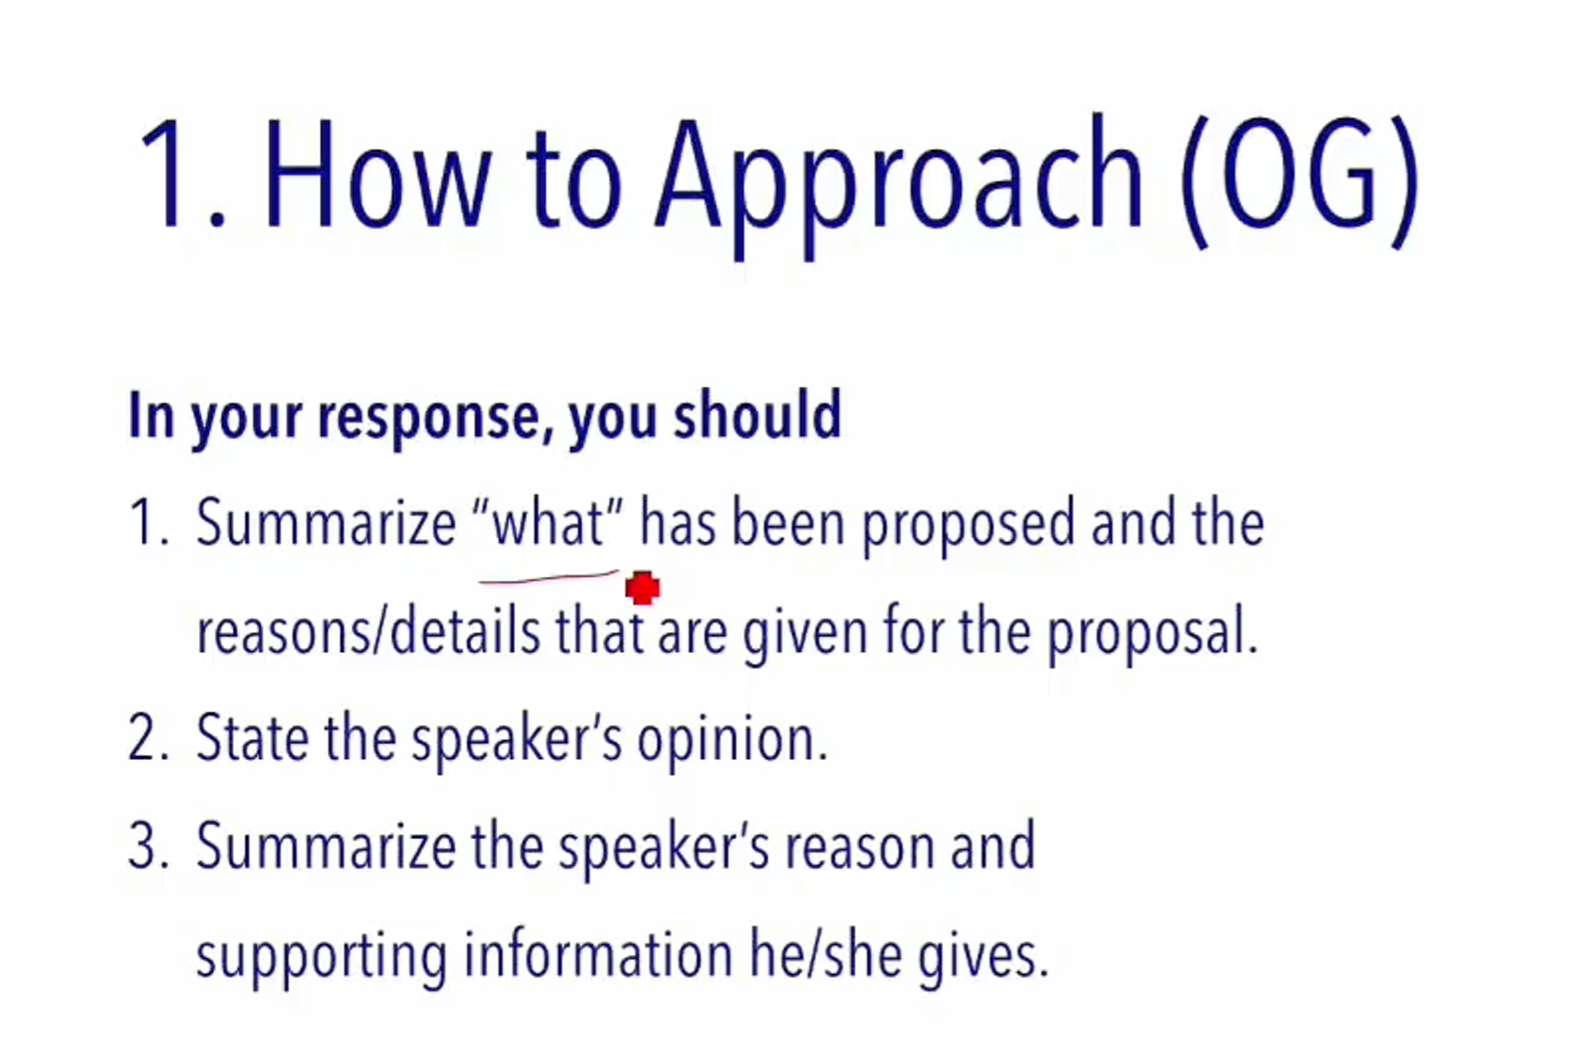 1. How to Approach (OG)
In your response, you should
1. Summarize "what" has been proposed and the
reasons/details that are given for the proposal.
2. State the speaker's opinion.
3. Summarize the speaker's reason and
supporting information he/she gives.